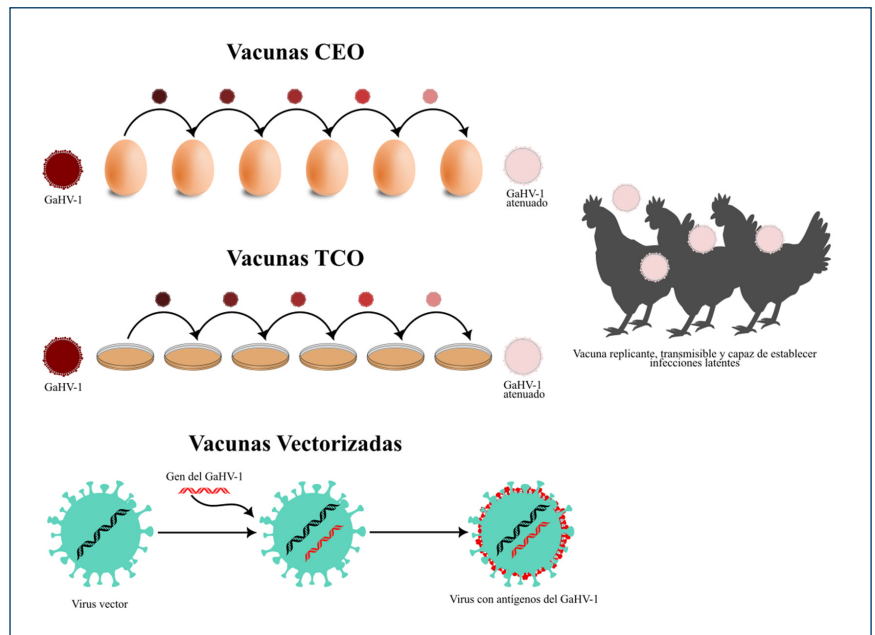 Vacunas CEO
GaHV-1
GaHV-1
atenuado
Vacunas TCO
GaHV-1
GaHV-1
atenuado
Vacuna replicante, transmisible y capaz de establecer
infecciones latentes
Vacunas Vectorizadas
Gen del GaHV-1
Virus vector
Virus con antígenos del GaHV-1